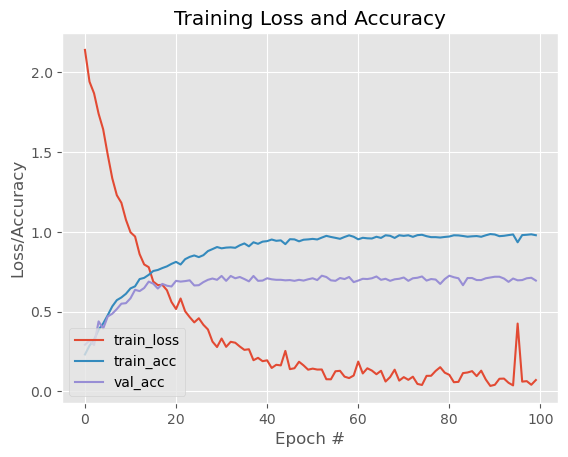 Training Loss and Accuracy
Loss/Accuracy
2.0
1.5
1.0
0.5
0.0
train_loss
train_acc
val_acc
0 20 40 60 80 100
Epoch #